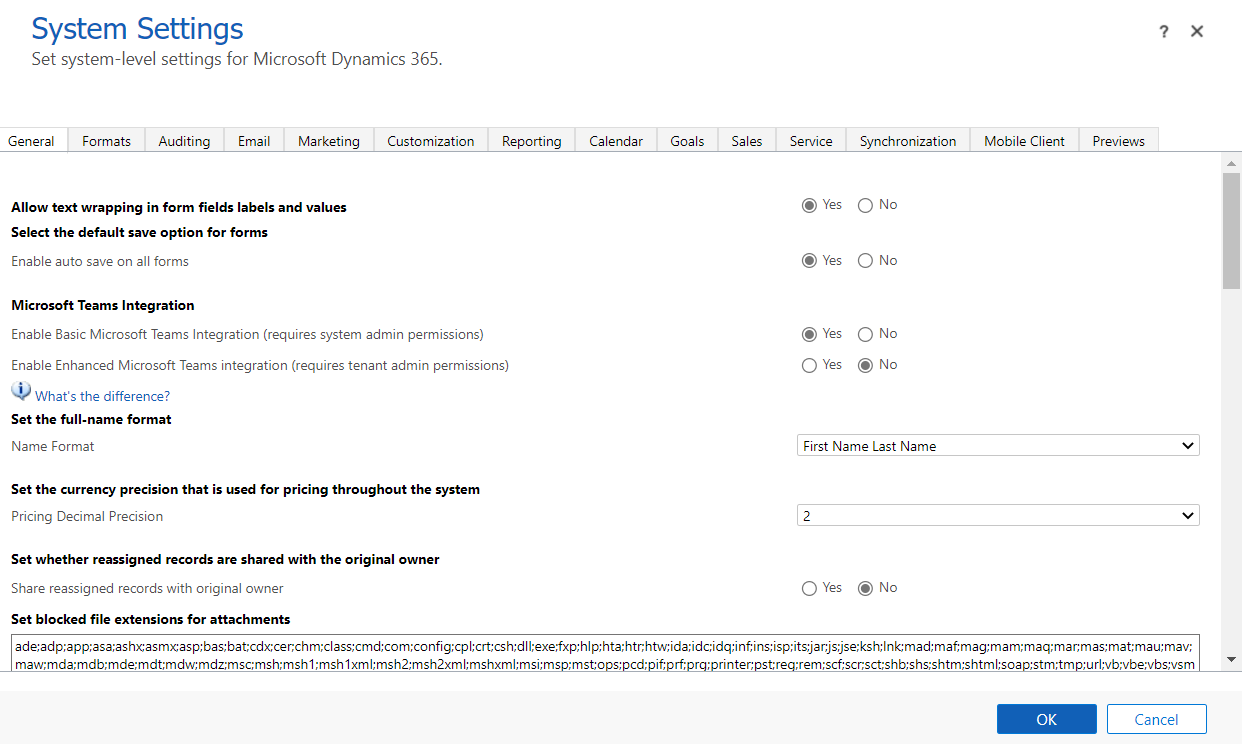 System Settings
?
Set system-level settings for Microsoft Dynamics 365.
General Formats Auditing Email Marketing Customization Reporting Calendar Goals Sales Service Synchronization Mobile Client Previews
Allow text wrapping in form fields labels and values Yes No
Select the default save option for forms
Enable auto save on all forms Yes No
Microsoft Teams Integration
Enable Basic Microsoft Teams Integration (requires system admin permissions) Yes No
Enable Enhanced Microsoft Teams integration (requires tenant admin permissions) Yes No
What's the difference?
Set the full-name format
Name Format First Name Last Name
Set the currency precision that is used for pricing throughout the system
Pricing Decimal Precision 2
Set whether reassigned records are shared with the original owner
Share reassigned records with original owner Yes No
Set blocked file extensions for attachments
ade;adp;app;asa;ashx;asmx;asp;bas;bat;cdx;cer;chm;class;cmd;com;config;cpl;crt;csh;dll;exe;fxp;hlp;hta;htr;htw;ida;idc;idq;inf;ins;isp;its;jar;js;jse;ksh;lnk;mad;maf;mag;mam;maq;mar;mas;mat;mau;mav;
maw;mda;mdb;mde;mdt;mdw;mdz;msc;msh;msh1;msh1xml;msh2;msh2xml;mshxml;msi;msp;mst;ops;pcd;pif;prf;prg;printer;pst;reg;rem;scf;scr;sct;shb;shs;shtm;shtml;soap;stm;tmp;url;vb;vbe;vbs;vsm
OK Cancel